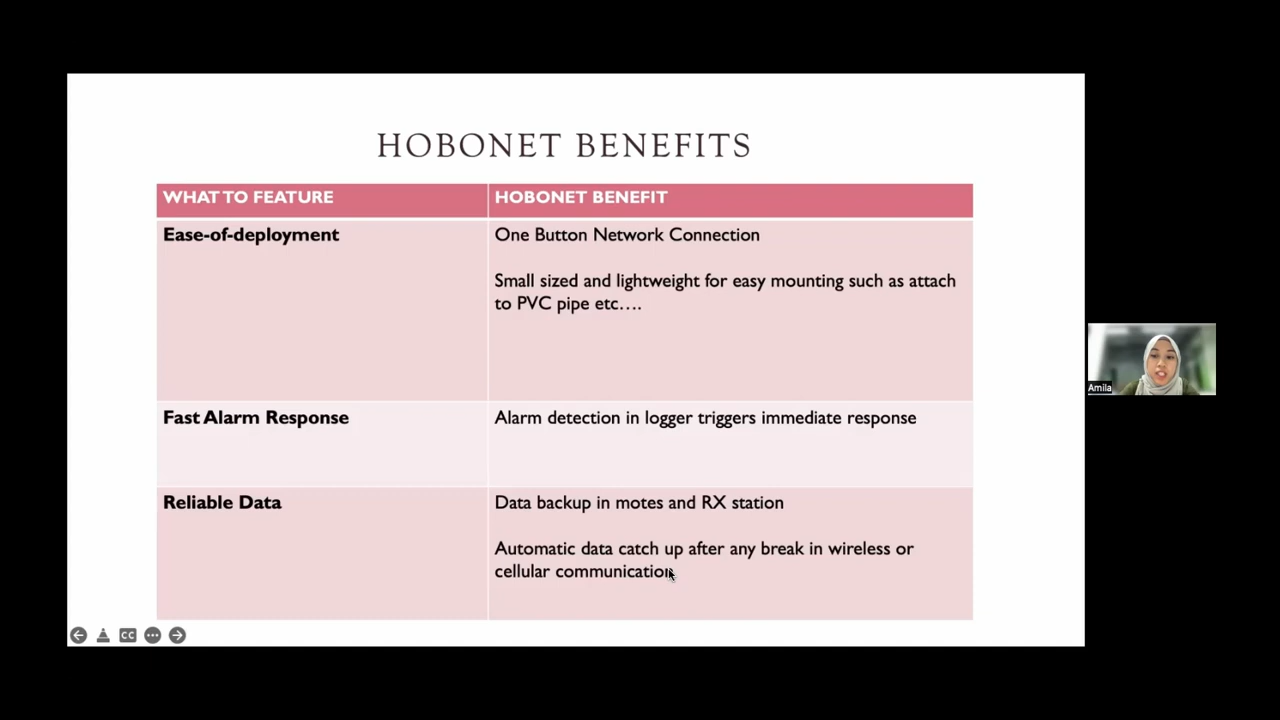 HOBONET BENEFITS
WHAT TO FEATURE
HOBONET BENEFIT
Ease-of-deployment
One Button Network Connection
Small sized and lightweight for easy mounting such as attach
to PVC pipe etc….
Fast Alarm Response
Alarm detection in logger triggers immediate response
Reliable Data
Data backup in motes and RX station
Automatic data catch up after any break in wireless or
cellular communication
CC
Amila